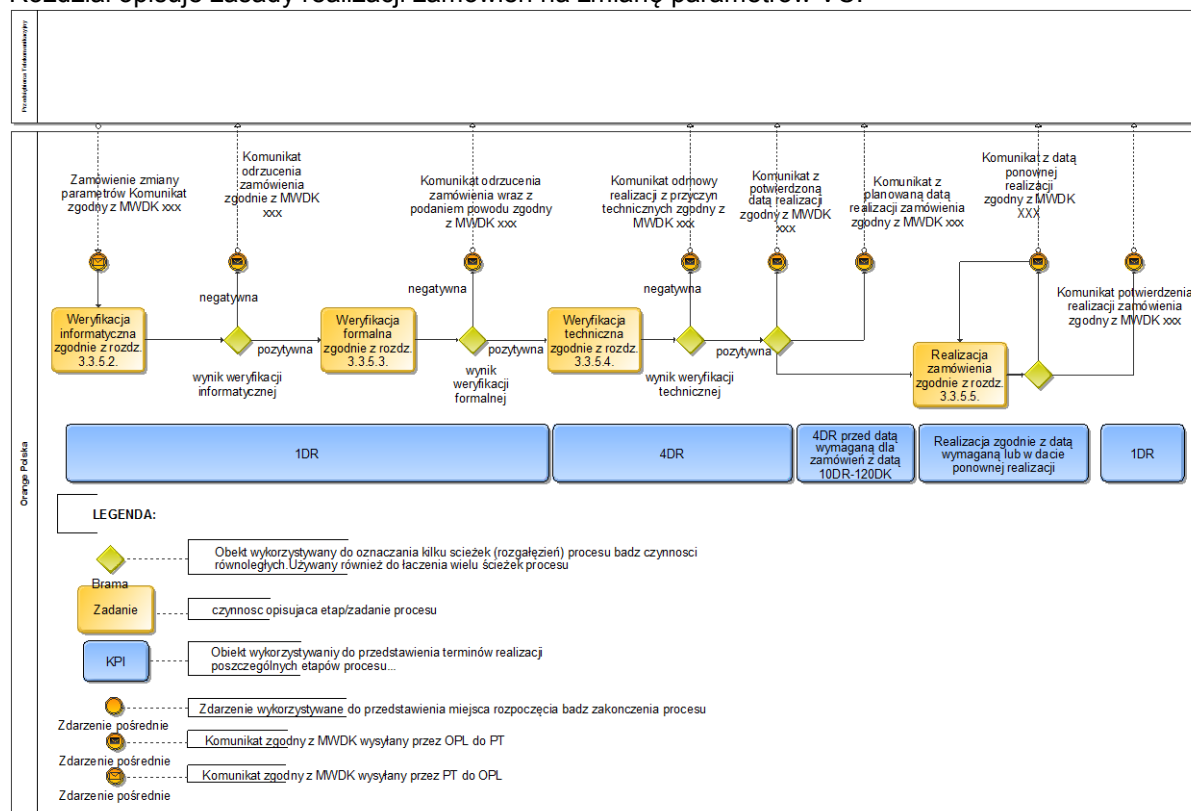 Rozdział opisuje zasady realizacji zamówień na zmianę parametrów VC.
Przedsiębiorca Telekomunikacyjny
Orange Polska
Zamówienie zmiany
parametrów Komunikat
zgodny z MWDK xxx
Komunikat
odrzucenia
zamówienia
zgodnie z MWDK
xxx
Komunikat odrzucenia
zamówienia wraz z
podaniem powodu zgodny
z MWDK xxx
Komunikat odmowy
realizacji z przyczyn
technicznych zgodny z
MWDK xxx
Komunikat z
potwierdzoną
datą realizacji
zgodny z MWDK
xxx
Komunikat z
planowaną datą
realizacji zamówienia
zgodny z MWDK xxx
Komunikat z datą
ponownej
realizacji
zgodny z MWDK
XXX
Komunikat potwierdzenia
realizacji zamówienia
zgodny z MWDK xxx
negatywna
negatywna
negatywna
Weryfikacja
informatyczna
zgodnie z rozdz.
3.3.5.2.
pozytywna
wynik weryfikacji
informatycznej
Weryfikacja
formalna
zgodnie z rozdz.
3.3.5.3.
pozytywna
wynik
weryfikacji
formalnej
Weryfikacja
techniczna
zgodnie z rozdz.
3.3.5.4.
pozytywna
wynik weryfikacji
technicznej
Realizacja
zamówienia
zgodnie z rozdz.
3.3.5.5.
1DR
4DR
4DR przed datą
wymaganą dla
zamówień z datą
10DR-120DK
Realizacja zgodnie z datą
wymaganą lub w dacie
ponownej realizacji
1DR
LEGENDA:
Brama
Obekt wykorzystywany do oznaczania kilku scieżek (rozgałęzień) procesu badz czynnosci
równoległych.Używany również do łaczenia wielu ścieżek procesu
Zadanie
czynnosc opisujaca etap/zadanie procesu
KPI
Obiekt wykorzystywaniy do przedstawienia terminów realizacji
poszczególnych etapów procesu...
Zdarzenie pośrednie
Zdarzenie wykorzystywane do przedstawienia miejsca rozpoczęcia badz zakonczenia procesu
Zdarzenie pośrednie
Komunikat zgodny z MWDK wysyłany przez OPL do PT
Zdarzenie pośrednie
Komunikat zgodny z MWDK wysyłany przez PT do OPL